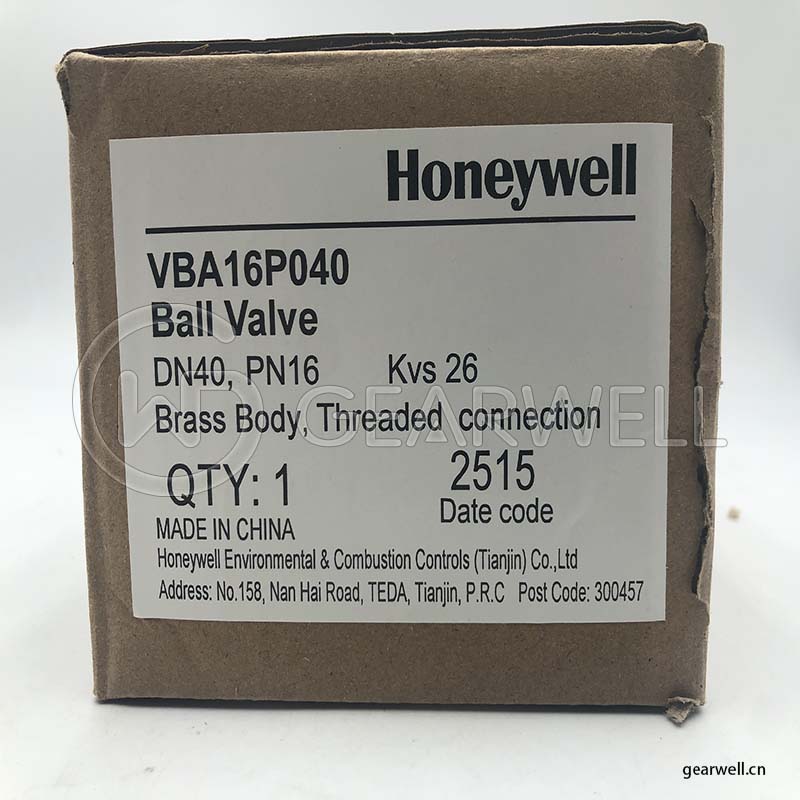 Honeywell
VBA16P040
Ball Valve
DN40, PN16 Kvs 26
Brass Body, Threaded connection
GEARWELL
QTY: 1 2515
Date code
MADE IN CHINA
Honeywell Environmental & Combustion Controls (Tianjin) Co.,Ltd
Address: No.158, Nan Hai Road, TEDA, Tianjin, P.R.C Post Code: 300457
gearwell.cn